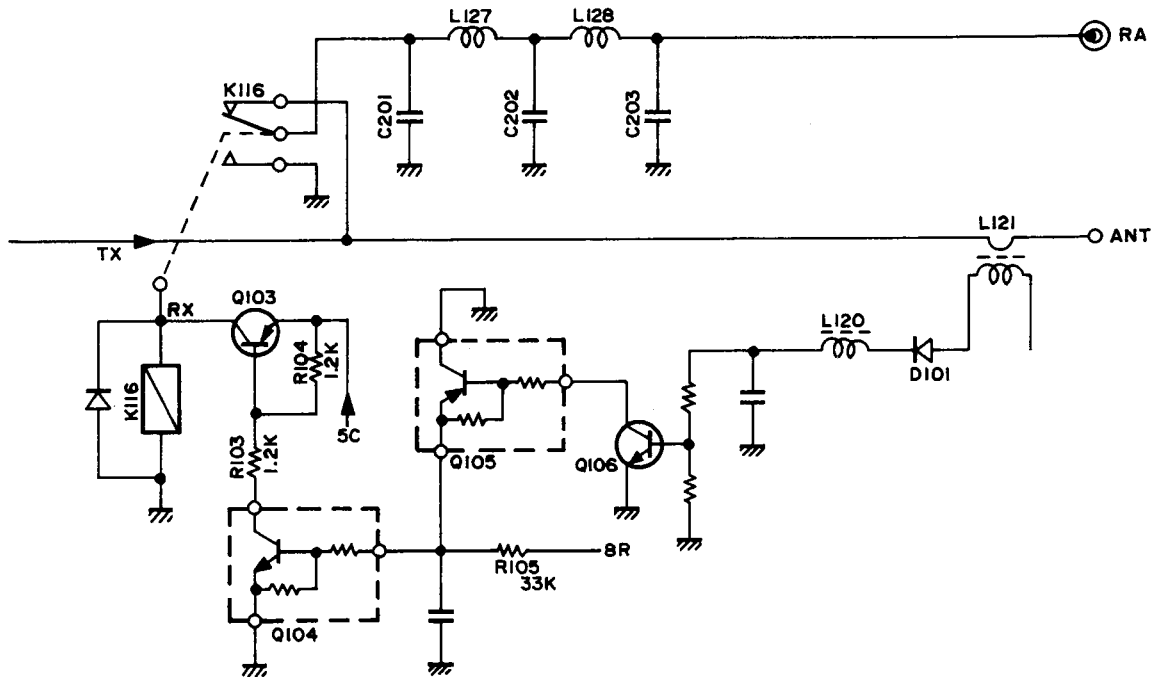 L127
L128
RA
K116
C201
C202
C203
TX
L121
ANT
RX
Q103
R104
1.2K
L120
D101
K116
5C
R103
1.2K
Q105
Q106
8R
R105
33K
Q104